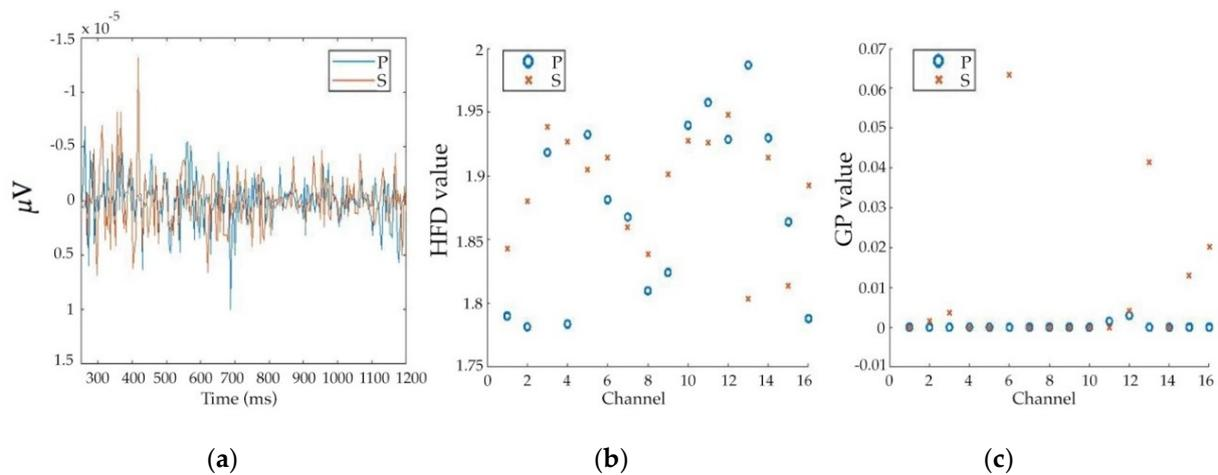 -1.5 x 10⁻⁵
-1
-0.5
0
0.5
1
1.5
μV
P
S
300 400 500 600 700 800 900 1000 1100 1200
Time (ms)
(a)
2
1.95
1.9
1.85
1.8
1.75
HFD value
P
S
0 2 4 6 8 10 12 14 16
Channel
(b)
0.07
0.06
0.05
0.04
0.03
0.02
0.01
0
-0.01
GP value
P
S
0 2 4 6 8 10 12 14 16
Channel
(c)